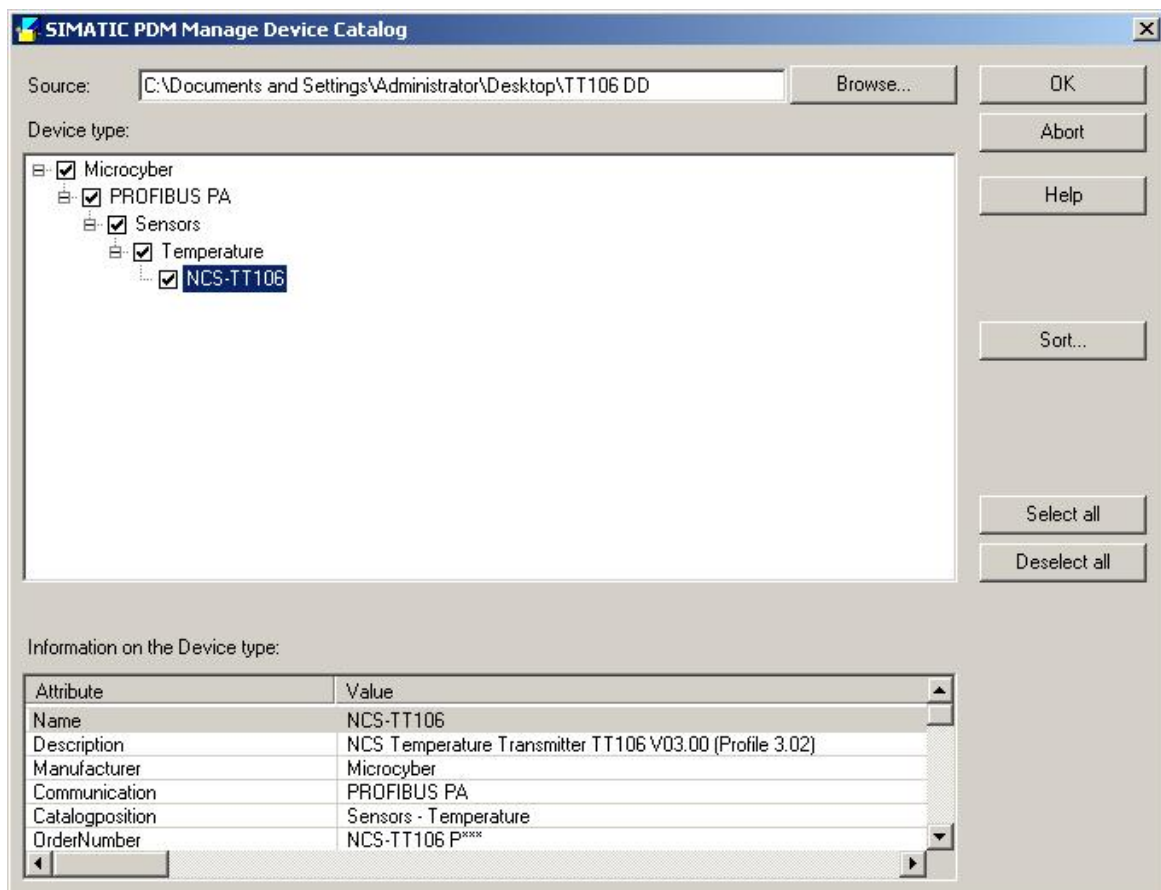 SIMATIC PDM Manage Device Catalog
Source: C:\Documents and Settings\Administrator\Desktop\TT106 DD Browse... OK
Device type: Abort
Microcyber
PROFIBUS PA Help
Sensors
Temperature
NCS-TT106
Sort...
Select all
Deselect all
Information on the Device type:
Attribute Value
Name NCS-TT106
Description NCS Temperature Transmitter TT106 V03.00 (Profile 3.02)
Manufacturer Microcyber
Communication PROFIBUS PA
Catalogposition Sensors - Temperature
OrderNumber NCS-TT106 P***